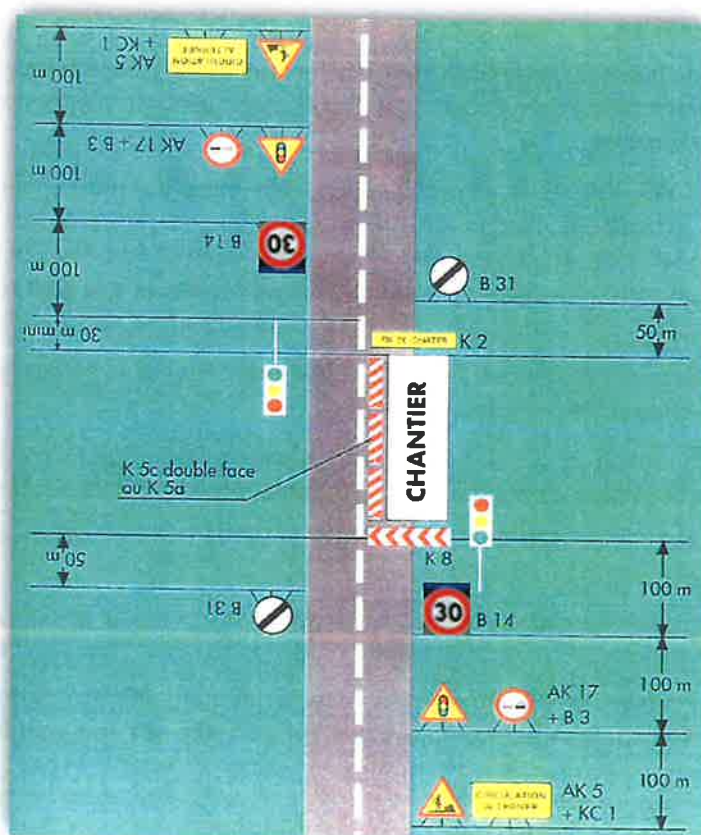 100 m
AK 5
+ KC 1
CIRCULATION
ALTERNEE
100 m
AK 17 + B 3
100 m
B 14
30
30 m mini
B 31
50 m
FIN DE CHANTIER
K 2
CHANTIER
K 5c double face
ou K 5a
50 m
B 31
K 8
100 m
30
B 14
100 m
AK 17
+ B 3
100 m
CIRCULATION
ALTERNEE
AK 5
+ KC 1